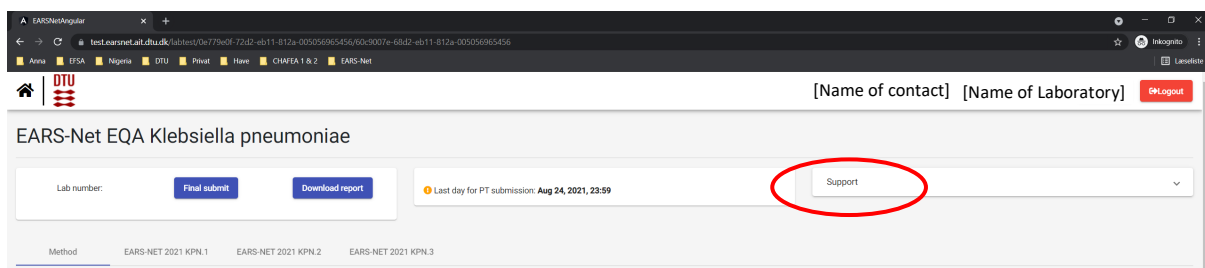 EARSNetAngular
test.earsnet.ait.dtu.dk/labtest/0e779e0f-72d2-eb11-812a-005056965456/60c9007e-68d2-eb11-812a-005056965456
Inkognito
Anna EFSA Nigeria DTU Privat Have CHAFEA 1 & 2 EARS-Net Læseliste
DTU
[Name of contact] [Name of Laboratory] Logout
EARS-Net EQA Klebsiella pneumoniae
Lab number: Final submit Download report
Last day for PT submission: Aug 24, 2021, 23:59
Support
Method EARS-NET 2021 KPN.1 EARS-NET 2021 KPN.2 EARS-NET 2021 KPN.3